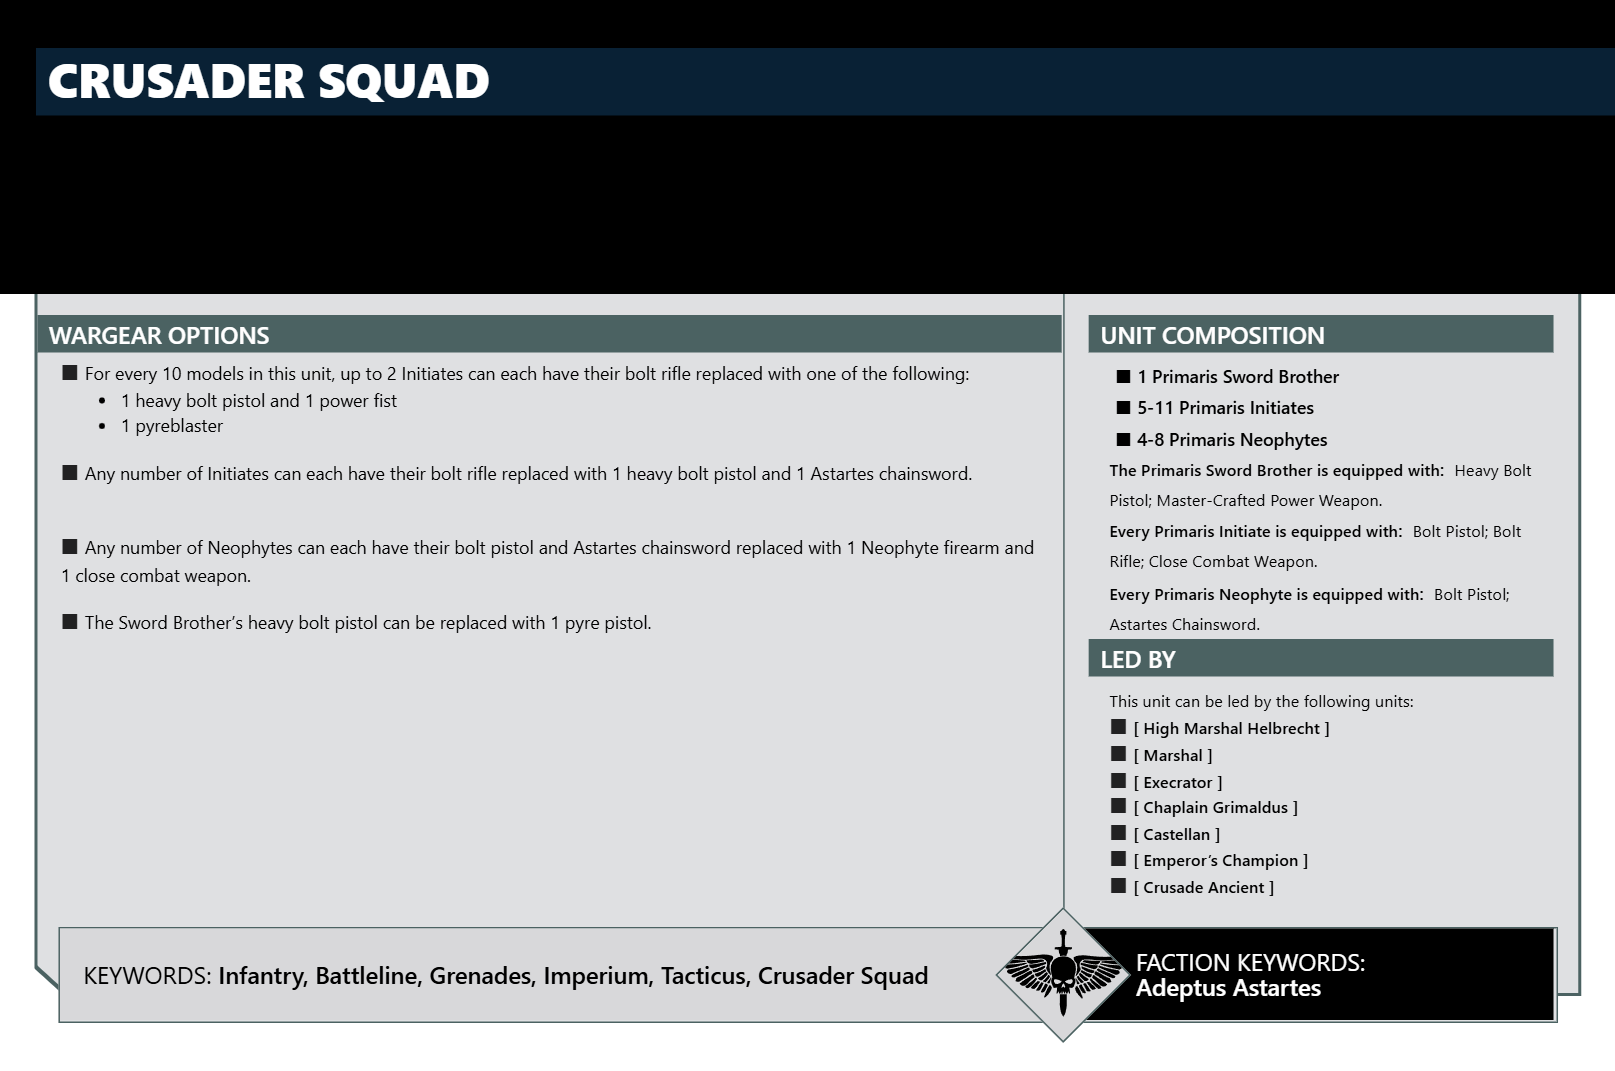 CRUSADER SQUAD
WARGEAR OPTIONS
■ For every 10 models in this unit, up to 2 Initiates can each have their bolt rifle replaced with one of the following:
• 1 heavy bolt pistol and 1 power fist
• 1 pyreblaster
■ Any number of Initiates can each have their bolt rifle replaced with 1 heavy bolt pistol and 1 Astartes chainsword.
■ Any number of Neophytes can each have their bolt pistol and Astartes chainsword replaced with 1 Neophyte firearm and
1 close combat weapon.
■ The Sword Brother’s heavy bolt pistol can be replaced with 1 pyre pistol.
UNIT COMPOSITION
■ 1 Primaris Sword Brother
■ 5-11 Primaris Initiates
■ 4-8 Primaris Neophytes
The Primaris Sword Brother is equipped with: Heavy Bolt
Pistol; Master-Crafted Power Weapon.
Every Primaris Initiate is equipped with: Bolt Pistol; Bolt
Rifle; Close Combat Weapon.
Every Primaris Neophyte is equipped with: Bolt Pistol;
Astartes Chainsword.
LED BY
This unit can be led by the following units:
■ [ High Marshal Helbrecht ]
■ [ Marshal ]
■ [ Execrator ]
■ [ Chaplain Grimaldus ]
■ [ Castellan ]
■ [ Emperor’s Champion ]
■ [ Crusade Ancient ]
KEYWORDS: Infantry, Battleline, Grenades, Imperium, Tacticus, Crusader Squad
FACTION KEYWORDS:
Adeptus Astartes